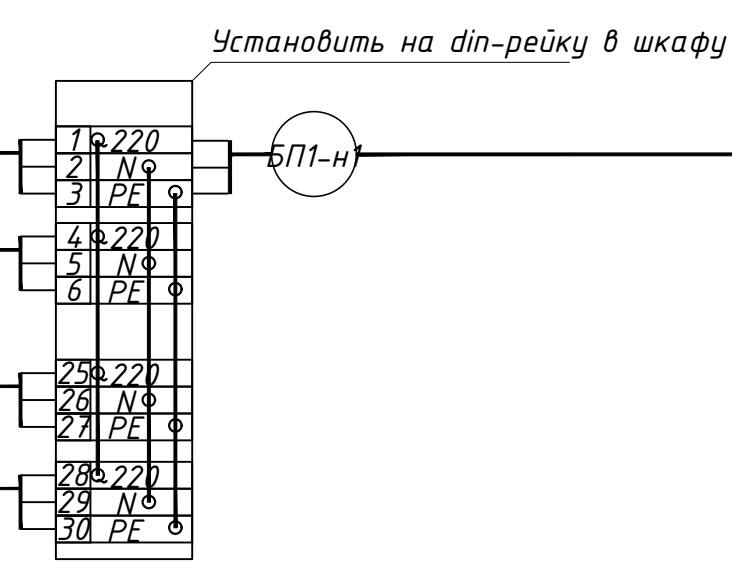 Установить на din-рейку в шкафу
1 ~220
2 N
3 PE
БП1-н1
4 ~220
5 N
6 PE
25 ~220
26 N
27 PE
28 ~220
29 N
30 PE